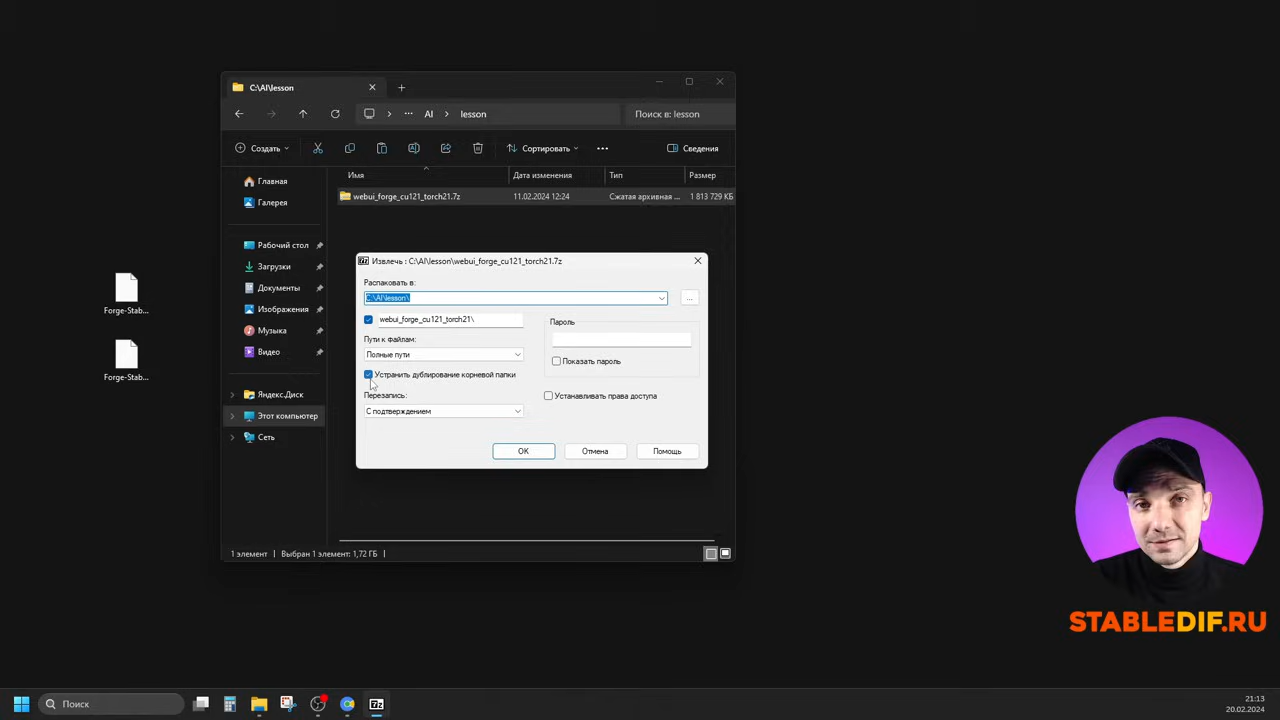 C:\AI\lesson
AI
lesson
Поиск в: lesson
Создать
Сортировать
Сведения
Имя
Дата изменения
Тип
Размер
Главная
Галерея
Рабочий стол
Загрузки
Документы
Изображения
Музыка
Видео
Яндекс.Диск
Этот компьютер
Сеть
webui_forge_cu121_torch21.7z
11.02.2024 12:24
Сжатая архивная ...
1 813 729 КБ
Forge-Stab...
Forge-Stab...
7z
Извлечь : C:\AI\lesson\webui_forge_cu121_torch21.7z
Распаковать в:
C:\AI\lesson\
...
webui_forge_cu121_torch21\
Пароль
Пути к файлам:
Полные пути
Показать пароль
Устранить дублирование корневой папки
Перезапись:
С подтверждением
Устанавливать права доступа
OK
Отмена
Помощь
1 элемент
Выбран 1 элемент: 1,72 ГБ
STABLEDIF.RU
Поиск
7z
21:13
20.02.2024